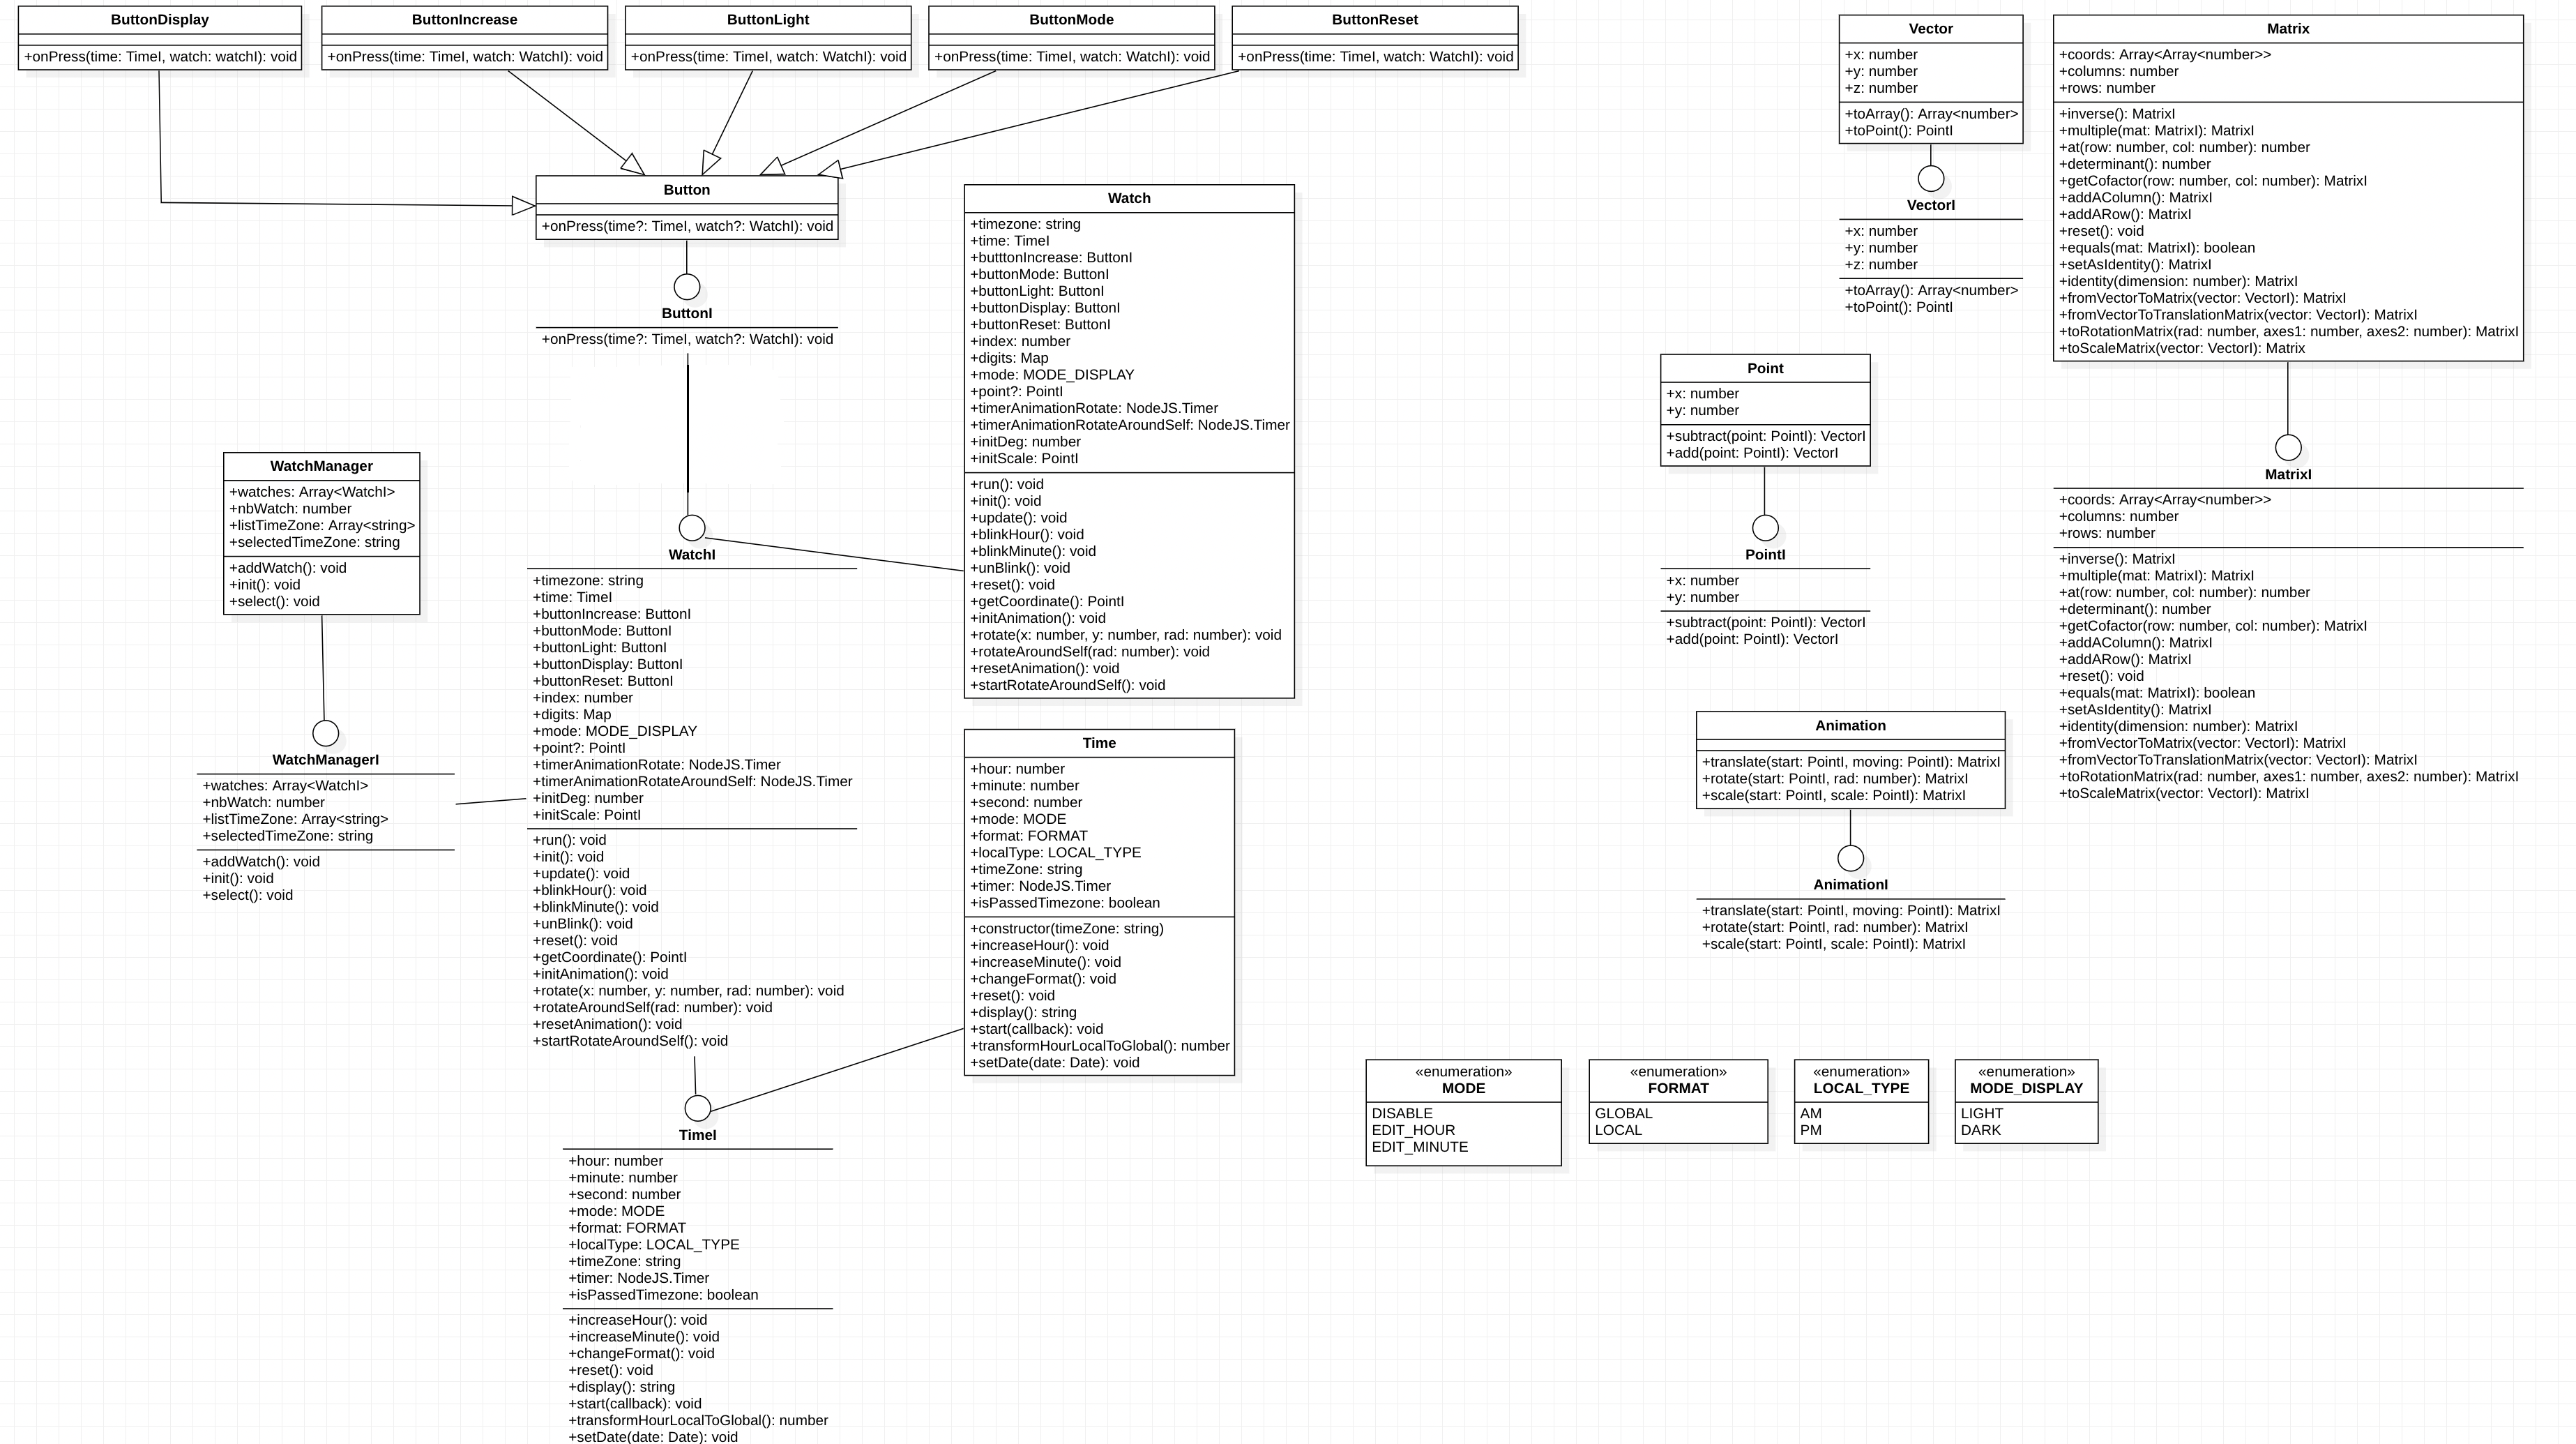 ButtonDisplay
+onPress(time: TimeI, watch: watchI): void
ButtonIncrease
+onPress(time: TimeI, watch: WatchI): void
ButtonLight
+onPress(time: TimeI, watch: WatchI): void
ButtonMode
+onPress(time: TimeI, watch: WatchI): void
ButtonReset
+onPress(time: TimeI, watch: WatchI): void
Button
+onPress(time?: TimeI, watch?: WatchI): void
ButtonI
+onPress(time?: TimeI, watch?: WatchI): void
WatchManager
+watches: Array<WatchI>
+nbWatch: number
+listTimeZone: Array<string>
+selectedTimeZone: string
+addWatch(): void
+init(): void
+select(): void
WatchManagerI
+watches: Array<WatchI>
+nbWatch: number
+listTimeZone: Array<string>
+selectedTimeZone: string
+addWatch(): void
+init(): void
+select(): void
WatchI
+timezone: string
+time: TimeI
+buttonIncrease: ButtonI
+buttonMode: ButtonI
+buttonLight: ButtonI
+buttonDisplay: ButtonI
+buttonReset: ButtonI
+index: number
+digits: Map
+mode: MODE_DISPLAY
+point?: PointI
+timerAnimationRotate: NodeJS.Timer
+timerAnimationRotateAroundSelf: NodeJS.Timer
+initDeg: number
+initScale: PointI
+run(): void
+init(): void
+update(): void
+blinkHour(): void
+blinkMinute(): void
+unBlink(): void
+reset(): void
+getCoordinate(): PointI
+initAnimation(): void
+rotate(x: number, y: number, rad: number): void
+rotateAroundSelf(rad: number): void
+resetAnimation(): void
+startRotateAroundSelf(): void
TimeI
+hour: number
+minute: number
+second: number
+mode: MODE
+format: FORMAT
+localType: LOCAL_TYPE
+timeZone: string
+timer: NodeJS.Timer
+isPassedTimezone: boolean
+increaseHour(): void
+increaseMinute(): void
+changeFormat(): void
+reset(): void
+display(): string
+start(callback): void
+transformHourLocalToGlobal(): number
+setDate(date: Date): void
Watch
+timezone: string
+time: TimeI
+butttonIncrease: ButtonI
+buttonMode: ButtonI
+buttonLight: ButtonI
+buttonDisplay: ButtonI
+buttonReset: ButtonI
+index: number
+digits: Map
+mode: MODE_DISPLAY
+point?: PointI
+timerAnimationRotate: NodeJS.Timer
+timerAnimationRotateAroundSelf: NodeJS.Timer
+initDeg: number
+initScale: PointI
+run(): void
+init(): void
+update(): void
+blinkHour(): void
+blinkMinute(): void
+unBlink(): void
+reset(): void
+getCoordinate(): PointI
+initAnimation(): void
+rotate(x: number, y: number, rad: number): void
+rotateAroundSelf(rad: number): void
+resetAnimation(): void
+startRotateAroundSelf(): void
Time
+hour: number
+minute: number
+second: number
+mode: MODE
+format: FORMAT
+localType: LOCAL_TYPE
+timeZone: string
+timer: NodeJS.Timer
+isPassedTimezone: boolean
+constructor(timeZone: string)
+increaseHour(): void
+increaseMinute(): void
+changeFormat(): void
+reset(): void
+display(): string
+start(callback): void
+transformHourLocalToGlobal(): number
+setDate(date: Date): void
Vector
+x: number
+y: number
+z: number
+toArray(): Array<number>
+toPoint(): PointI
VectorI
+x: number
+y: number
+z: number
+toArray(): Array<number>
+toPoint(): PointI
Point
+x: number
+y: number
+subtract(point: PointI): VectorI
+add(point: PointI): VectorI
PointI
+x: number
+y: number
+subtract(point: PointI): VectorI
+add(point: PointI): VectorI
Matrix
+coords: Array<Array<number>>
+columns: number
+rows: number
+inverse(): MatrixI
+multiple(mat: MatrixI): MatrixI
+at(row: number, col: number): number
+determinant(): number
+getCofactor(row: number, col: number): MatrixI
+addAColumn(): MatrixI
+addARow(): MatrixI
+reset(): void
+equals(mat: MatrixI): boolean
+setAsIdentity(): MatrixI
+identity(dimension: number): MatrixI
+fromVectorToMatrix(vector: VectorI): MatrixI
+fromVectorToTranslationMatrix(vector: VectorI): MatrixI
+toRotationMatrix(rad: number, axes1: number, axes2: number): MatrixI
+toScaleMatrix(vector: VectorI): Matrix
MatrixI
+coords: Array<Array<number>>
+columns: number
+rows: number
+inverse(): MatrixI
+multiple(mat: MatrixI): MatrixI
+at(row: number, col: number): number
+determinant(): number
+getCofactor(row: number, col: number): MatrixI
+addAColumn(): MatrixI
+addARow(): MatrixI
+reset(): void
+equals(mat: MatrixI): boolean
+setAsIdentity(): MatrixI
+identity(dimension: number): MatrixI
+fromVectorToMatrix(vector: VectorI): MatrixI
+fromVectorToTranslationMatrix(vector: VectorI): MatrixI
+toRotationMatrix(rad: number, axes1: number, axes2: number): MatrixI
+toScaleMatrix(vector: VectorI): MatrixI
Animation
+translate(start: PointI, moving: PointI): MatrixI
+rotate(start: PointI, rad: number): MatrixI
+scale(start: PointI, scale: PointI): MatrixI
AnimationI
+translate(start: PointI, moving: PointI): MatrixI
+rotate(start: PointI, rad: number): MatrixI
+scale(start: PointI, scale: PointI): MatrixI
«enumeration»
MODE
DISABLE
EDIT_HOUR
EDIT_MINUTE
«enumeration»
FORMAT
GLOBAL
LOCAL
«enumeration»
LOCAL_TYPE
AM
PM
«enumeration»
MODE_DISPLAY
LIGHT
DARK